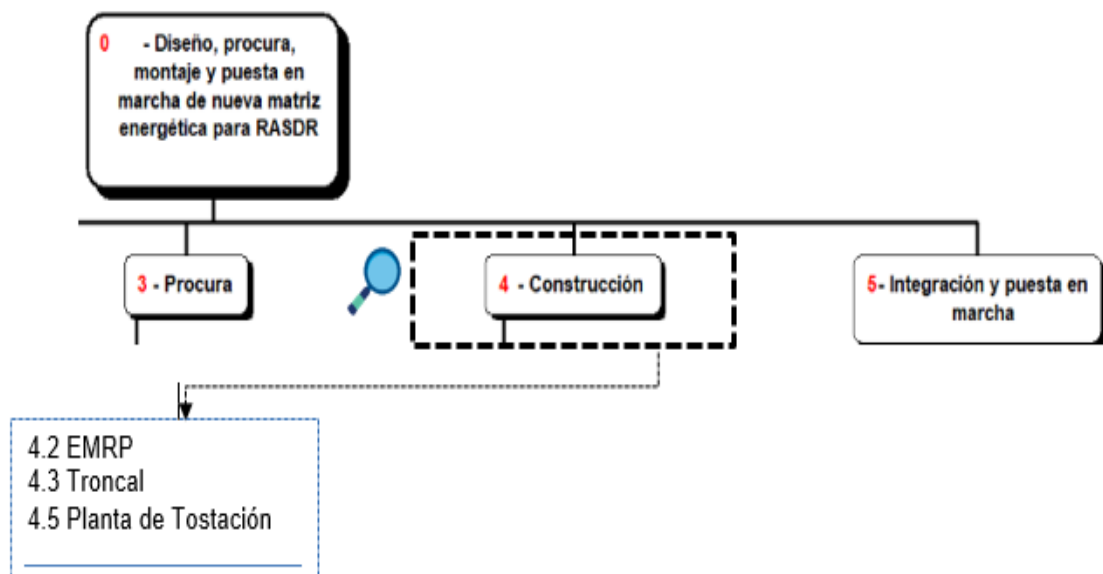 0 - Diseño, procura,
montaje y puesta en
marcha de nueva matriz
energética para RASDR
3 - Procura
4 - Construcción
5- Integración y puesta en
marcha
4.2 EMRP
4.3 Troncal
4.5 Planta de Tostación